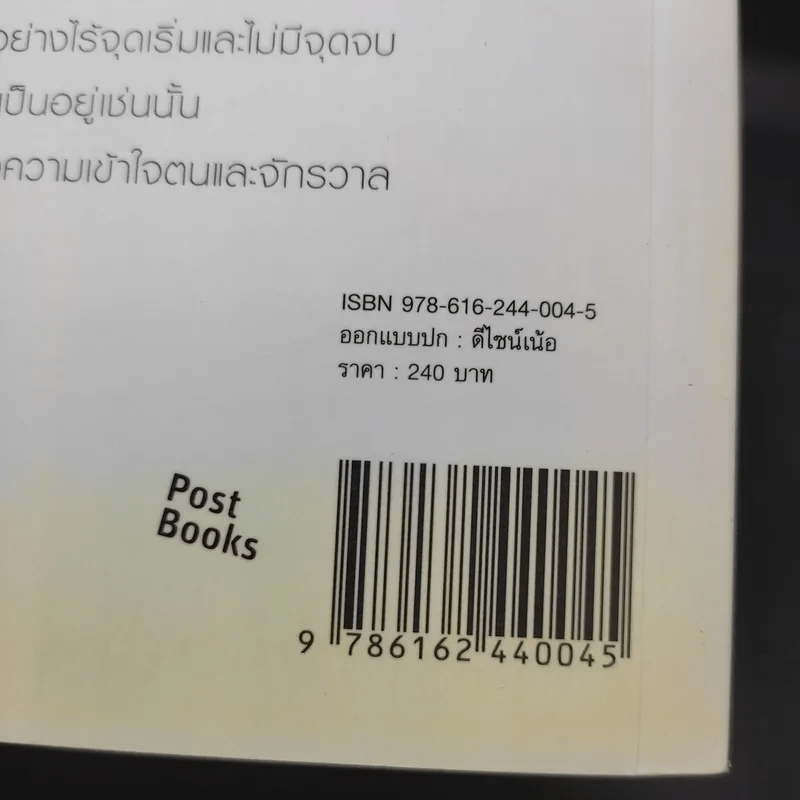 อย่างไร้จุดเริ่มและไม่มีจุดจบ
เป็นอยู่เช่นนั้น
ความเข้าใจตนและจักรวาล
ISBN 978-616-244-004-5
ออกแบบปก : ดีไซน์เน้อ
ราคา : 240 บาท
Post
Books
9 786162 440045